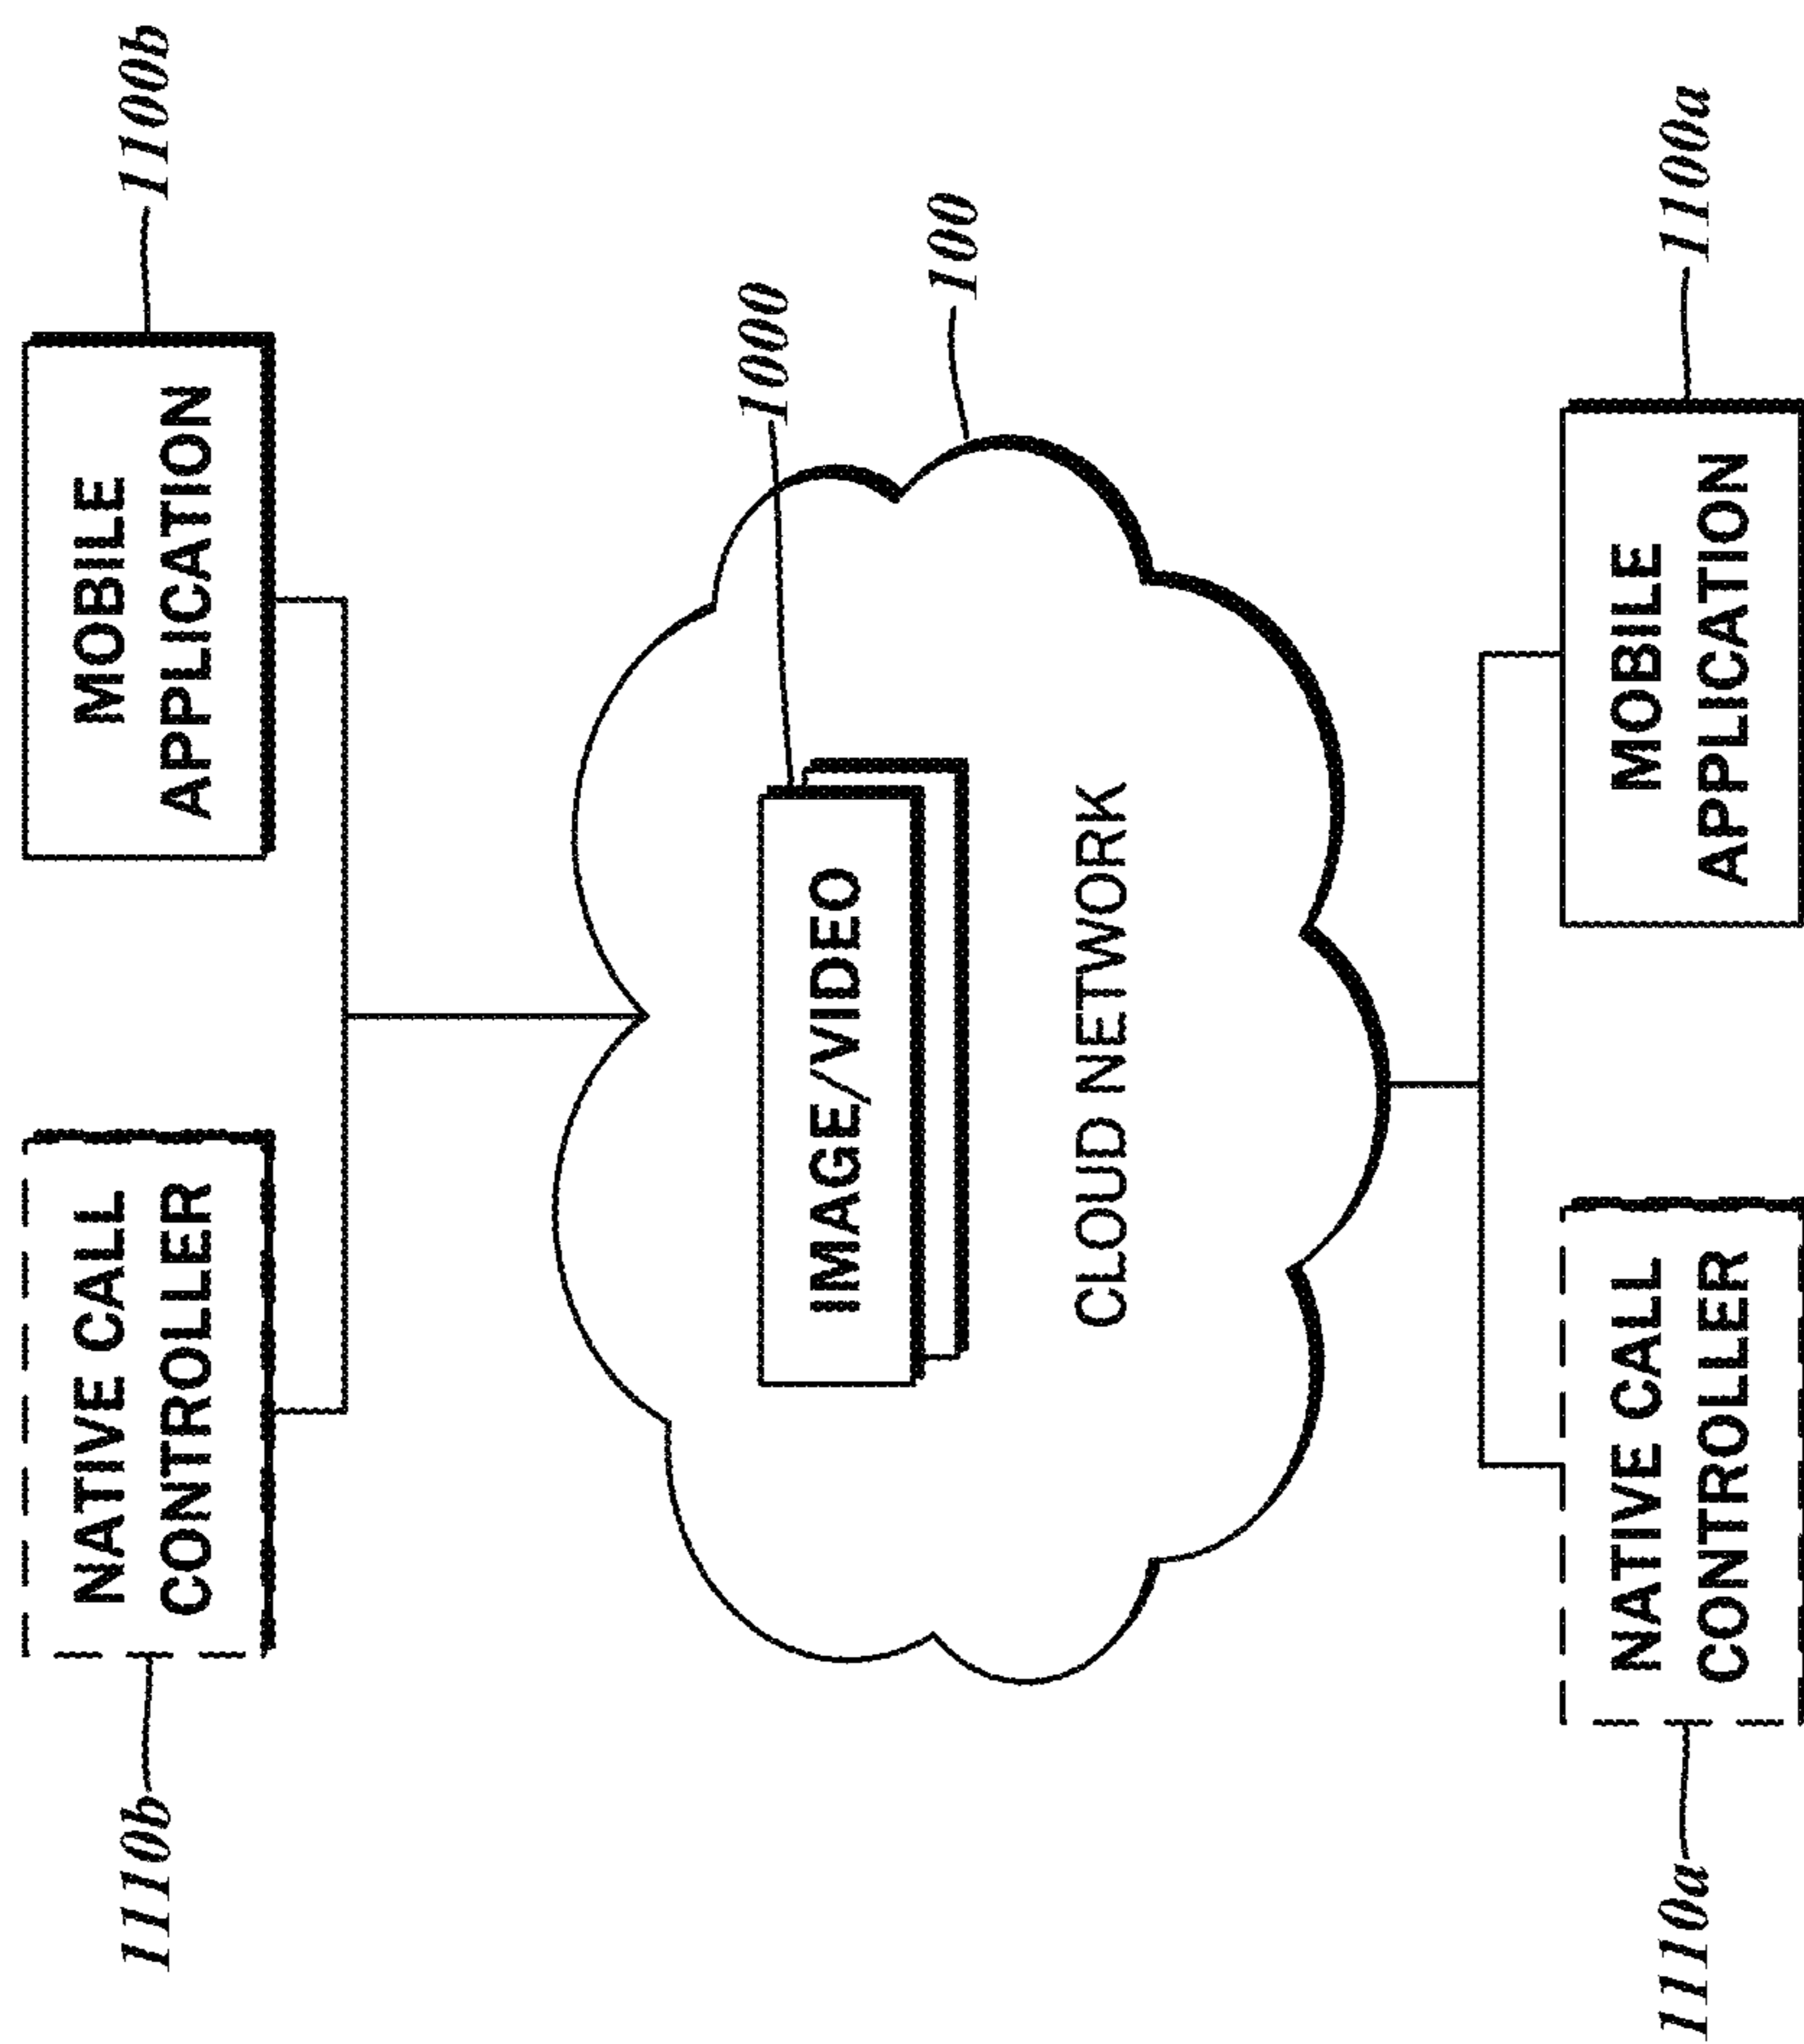 1110b
NATIVE CALL
CONTROLLER
MOBILE
APPLICATION
1100b
1000
IMAGE/VIDEO
100
CLOUD NETWORK
1110a
NATIVE CALL
CONTROLLER
MOBILE
APPLICATION
1100a